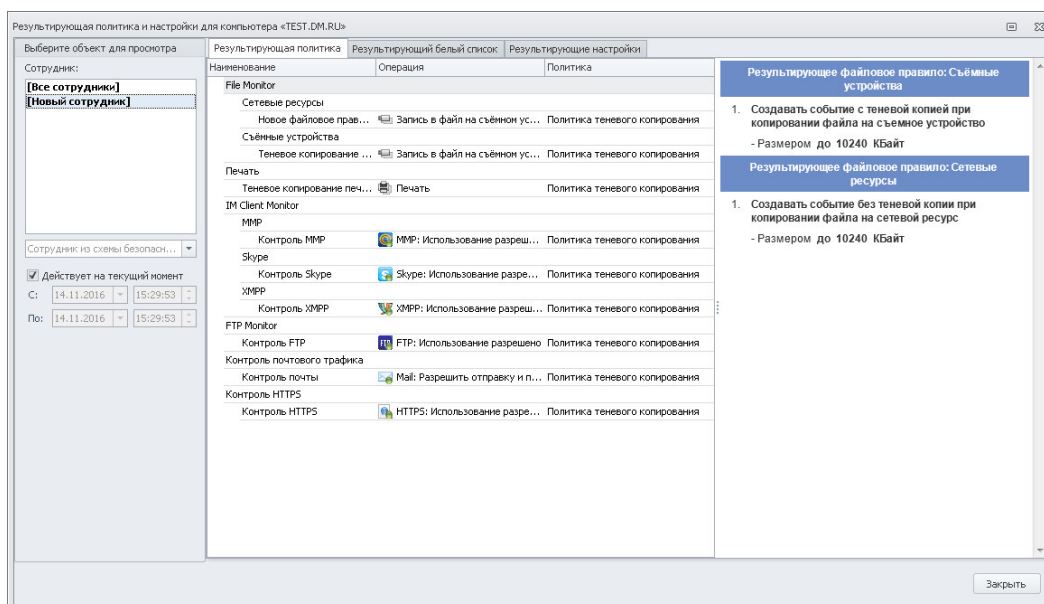 Результирующая политика и настройки для компьютера «TEST.DM.RU»
Выберите объект для просмотра
Сотрудник:
[Все сотрудники]
[Новый сотрудник]
Сотрудник из схемы безопасн...
Действует на текущий момент
С: 14.11.2016 15:29:53
По: 14.11.2016 15:29:53
Результирующая политика Результирующий белый список Результирующие настройки
Наименование Операция Политика
File Monitor
Сетевые ресурсы
Новое файловое прав... Запись в файл на съёмном ус... Политика теневого копирования
Съёмные устройства
Теневое копирование ... Запись в файл на съёмном ус... Политика теневого копирования
Печать
Теневое копирование печ... Печать Политика теневого копирования
IM Client Monitor
MMP
Контроль MMP MMP: Использование разреш... Политика теневого копирования
Skype
Контроль Skype Skype: Использование разре... Политика теневого копирования
XMPP
Контроль XMPP XMPP: Использование разреш... Политика теневого копирования
FTP Monitor
Контроль FTP FTP FTP: Использование разрешено Политика теневого копирования
Контроль почтового трафика
Контроль почты Mail: Разрешить отправку и п... Политика теневого копирования
Контроль HTTPS
Контроль HTTPS HTTPS: Использование разре... Политика теневого копирования
Результирующее файловое правило: Съёмные
устройства
1. Создавать событие с теневой копией при
копировании файла на съемное устройство
- Размером до 10240 КБайт
Результирующее файловое правило: Сетевые
ресурсы
1. Создавать событие без теневой копии при
копировании файла на сетевой ресурс
- Размером до 10240 КБайт
Закрыть